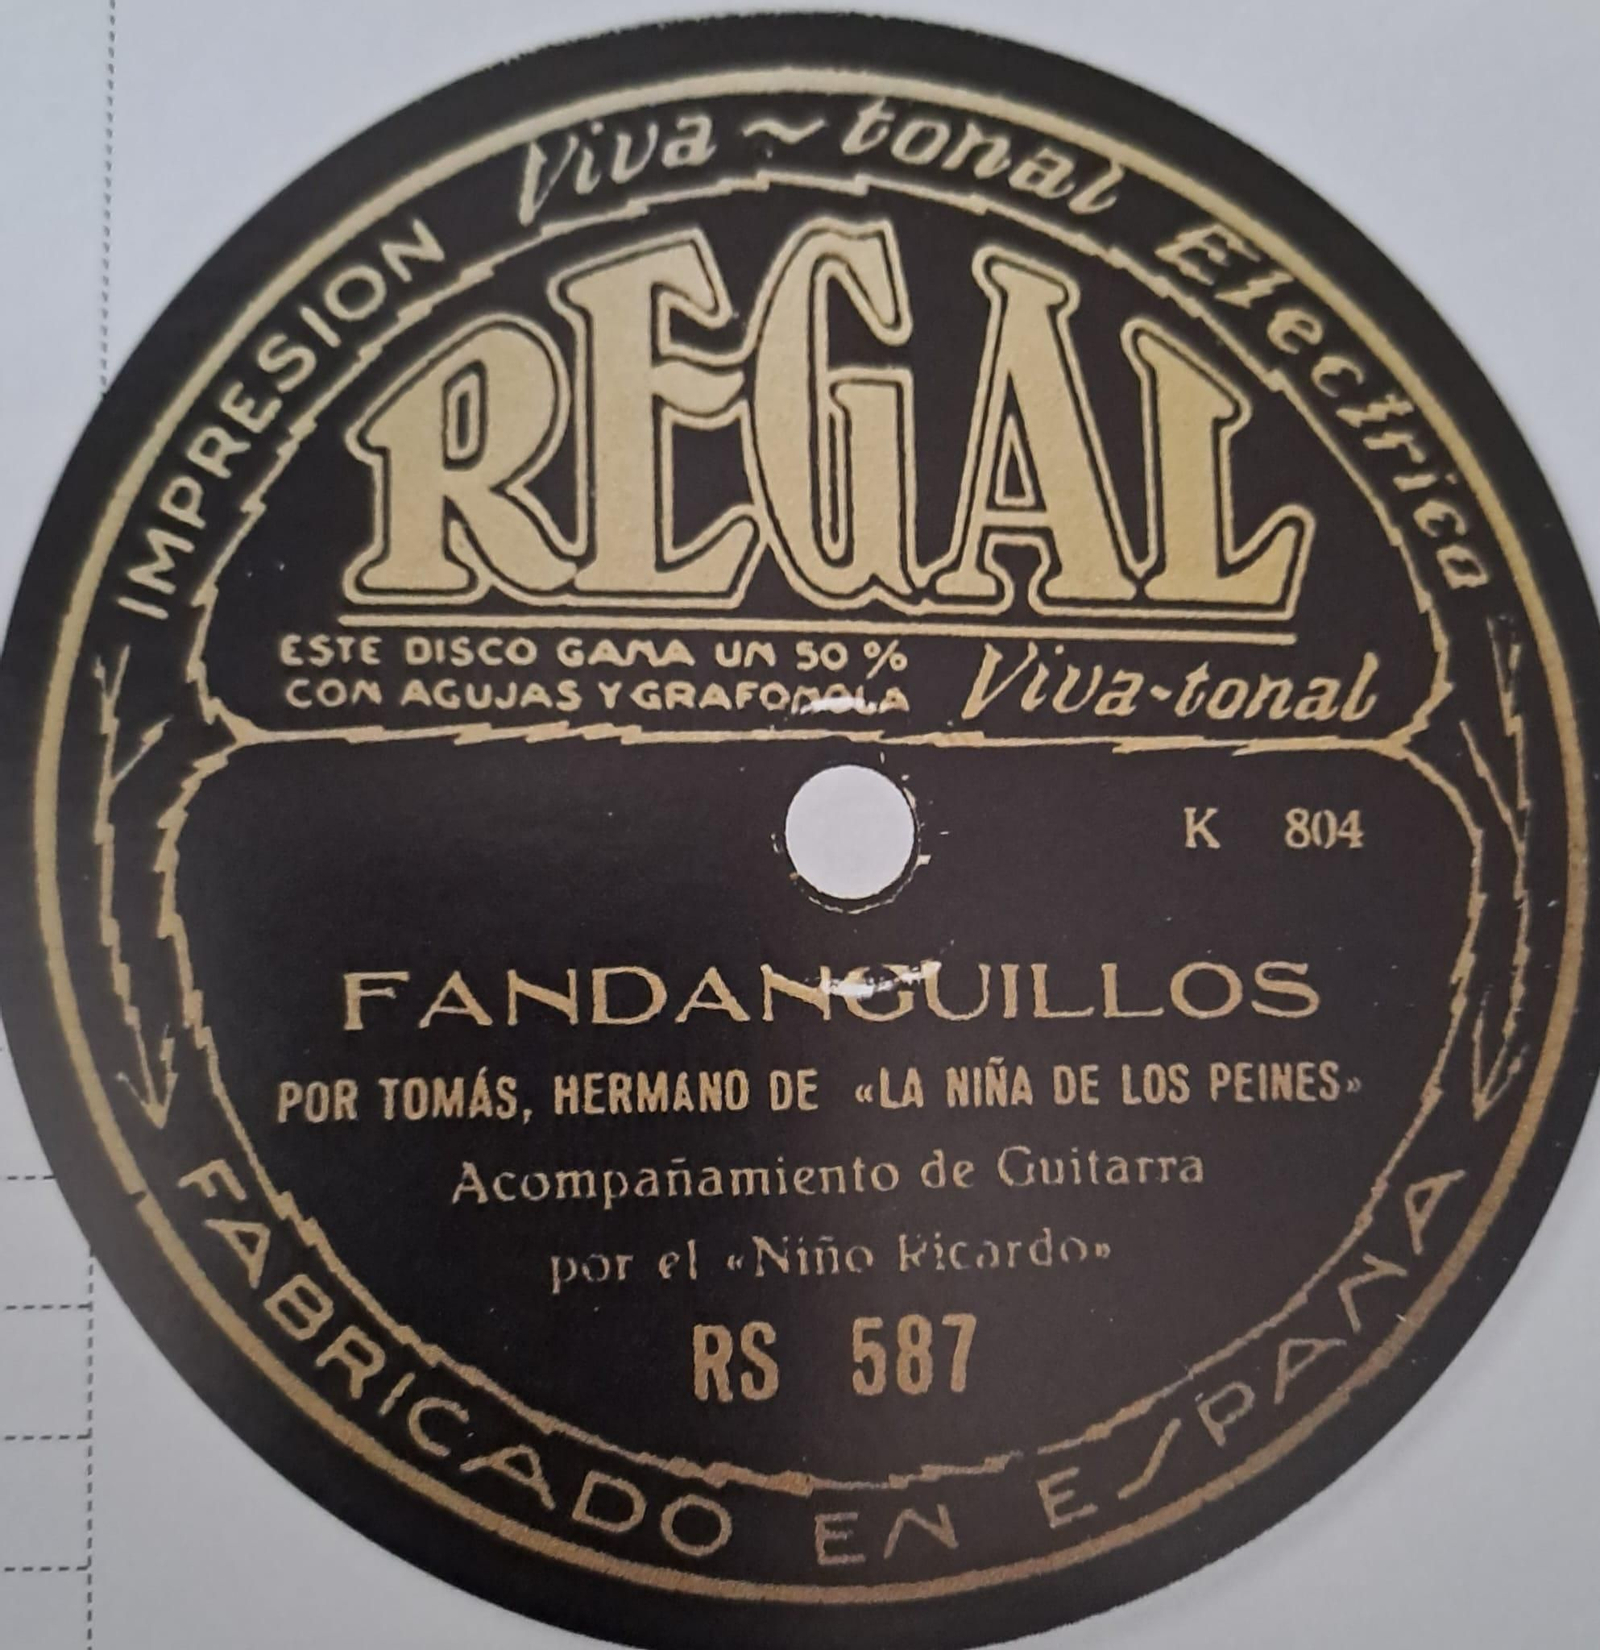 IMPRESION Viva-tonal Electrica
REGAL
ESTE DISCO GANA UN 50 %
CON AGUJAS Y GRAFONOLA
Viva-tonal
K 804
FANDANGUILLOS
POR TOMÁS, HERMANO DE «LA NIÑA DE LOS PEINES»
Acompañamiento de Guitarra
por el «Niño Ricardo»
RS 587
FABRICADO EN ESPAÑA